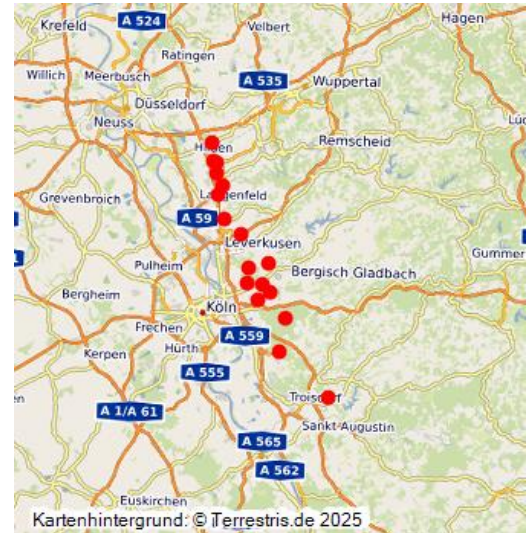 Krefeld
A 524
Velbert
Hagen
Ratingen
Willich
Meerbusch
A 535
Wuppertal
Düsseldorf
Neuss
Remscheid
Grevenbroich
A 59
Leverkusen
Pulheim
Bergisch Gladbach
Gummer
Bergheim
Köln
Frechen
A 559
Kerpen
Hürth
A 555
Troisdorf
A 1/A 61
Sankt Augustin
A 565
A 562
Euskirchen
Kartenhintergrund: © Terrestris.de 2025